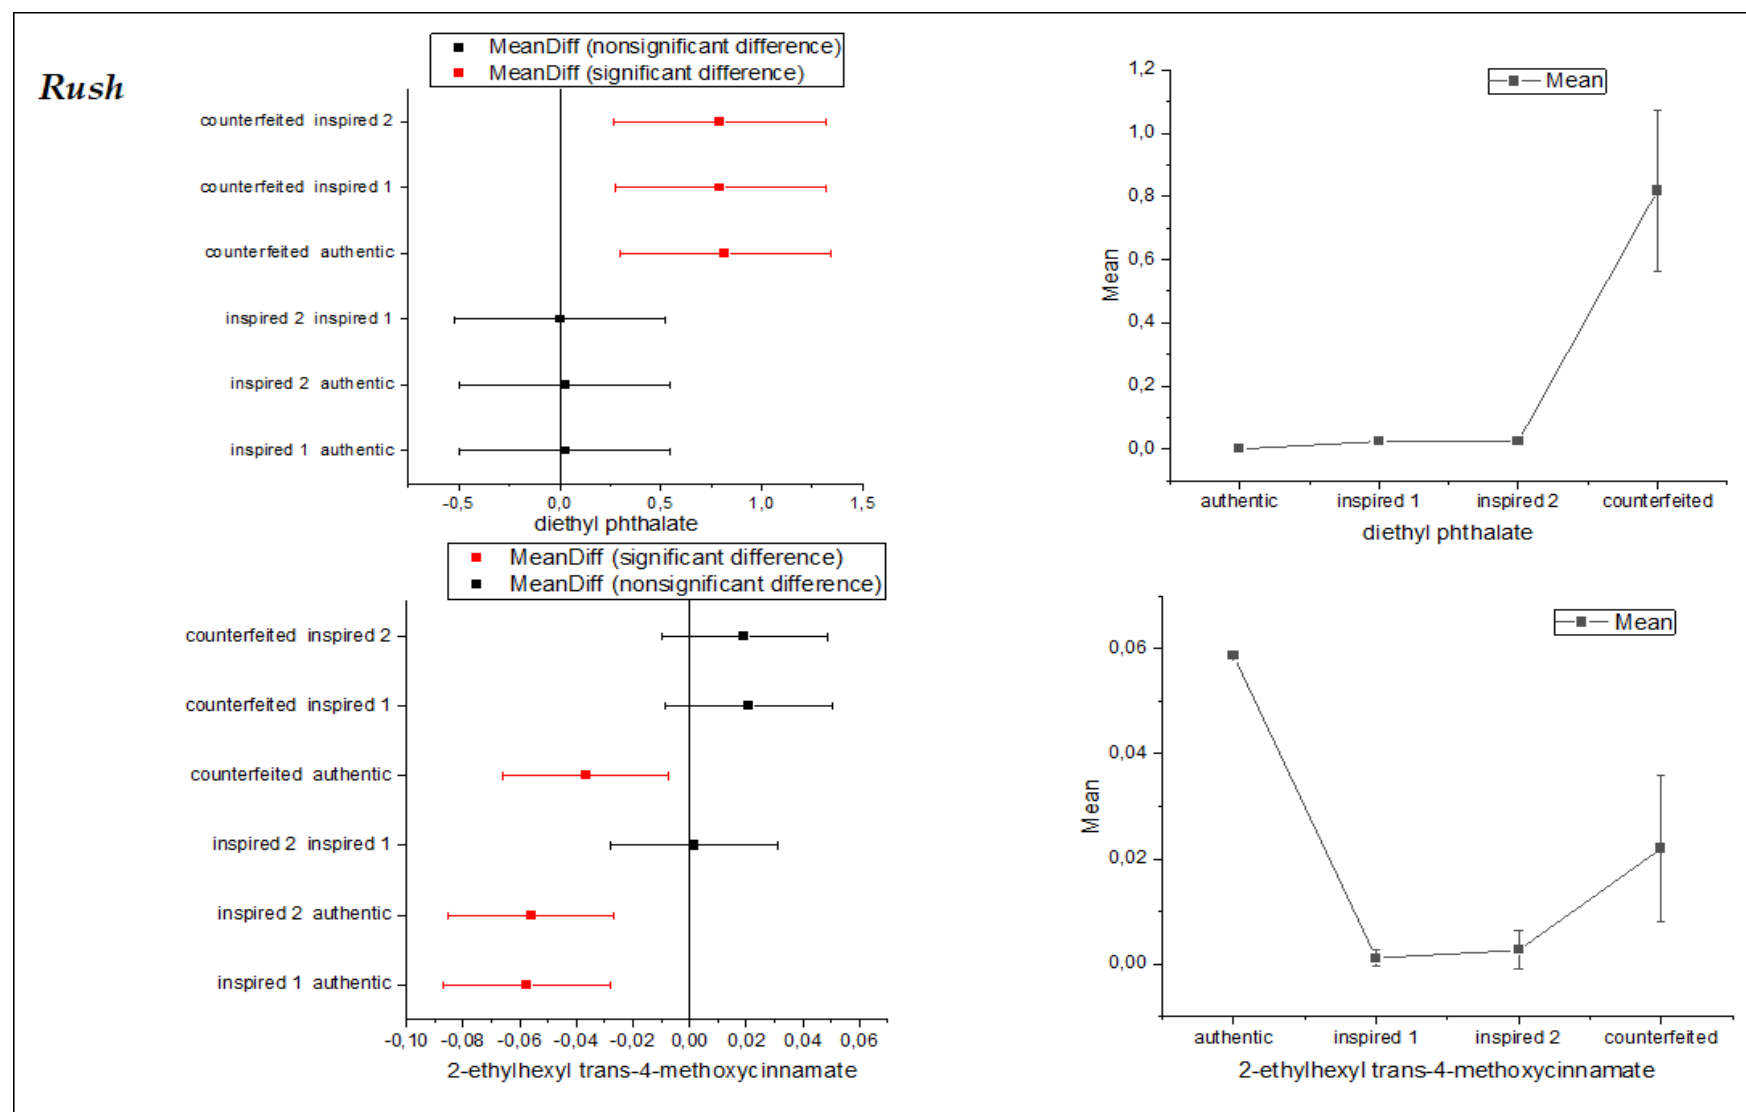 Rush
MeanDiff (nonsignificant difference)
MeanDiff (significant difference)
counterfeited inspired 2
counterfeited inspired 1
counterfeited authentic
inspired 2 inspired 1
inspired 2 authentic
inspired 1 authentic
-0,5 0,0 0,5 1,0 1,5
diethyl phthalate
Mean
1,2
1,0
0,8
0,6
0,4
0,2
0,0
Mean
authentic inspired 1 inspired 2 counterfeited
diethyl phthalate
MeanDiff (significant difference)
MeanDiff (nonsignificant difference)
counterfeited inspired 2
counterfeited inspired 1
counterfeited authentic
inspired 2 inspired 1
inspired 2 authentic
inspired 1 authentic
-0,10 -0,08 -0,06 -0,04 -0,02 0,00 0,02 0,04 0,06
2-ethylhexyl trans-4-methoxycinnamate
Mean
0,06
0,04
0,02
0,00
Mean
authentic inspired 1 inspired 2 counterfeited
2-ethylhexyl trans-4-methoxycinnamate